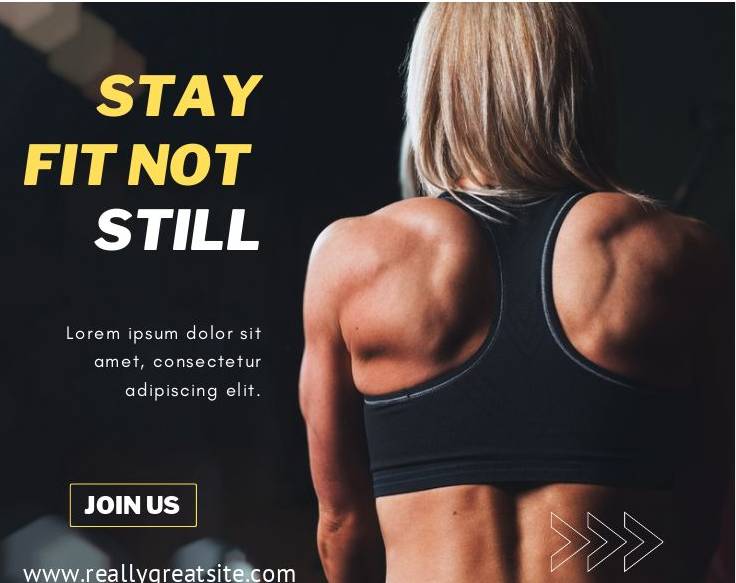 STAY
FIT NOT
STILL
Lorem ipsum dolor sit
amet, consectetur
adipiscing elit.
JOIN US
www.reallygreatsite.com